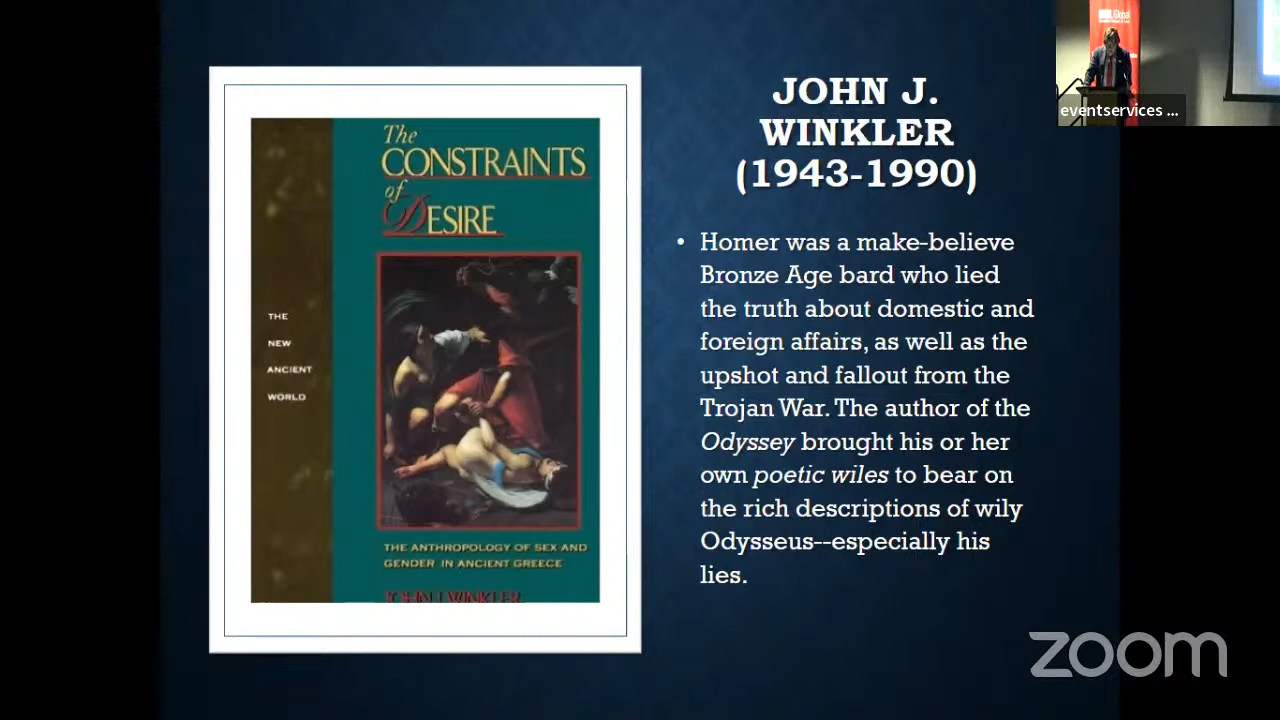 The
CONSTRAINTS
of
DESIRE
THE
NEW
ANCIENT
WORLD
THE ANTHROPOLOGY OF SEX AND
GENDER IN ANCIENT GREECE
JOHN J. WINKLER
JOHN J.
WINKLER
(1943-1990)
• Homer was a make-believe
Bronze Age bard who lied
the truth about domestic and
foreign affairs, as well as the
upshot and fallout from the
Trojan War. The author of the
Odyssey brought his or her
own poetic wiles to bear on
the rich descriptions of wily
Odysseus--especially his
lies.
eventservices ...
zoom